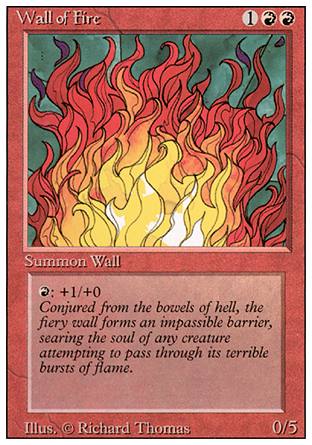 Wall of Fire 1
Summon Wall
: +1/+0
Conjured from the bowels of hell, the
fiery wall forms an impassible barrier,
searing the soul of any creature
attempting to pass through its terrible
bursts of flame.
Illus. © Richard Thomas 0/5